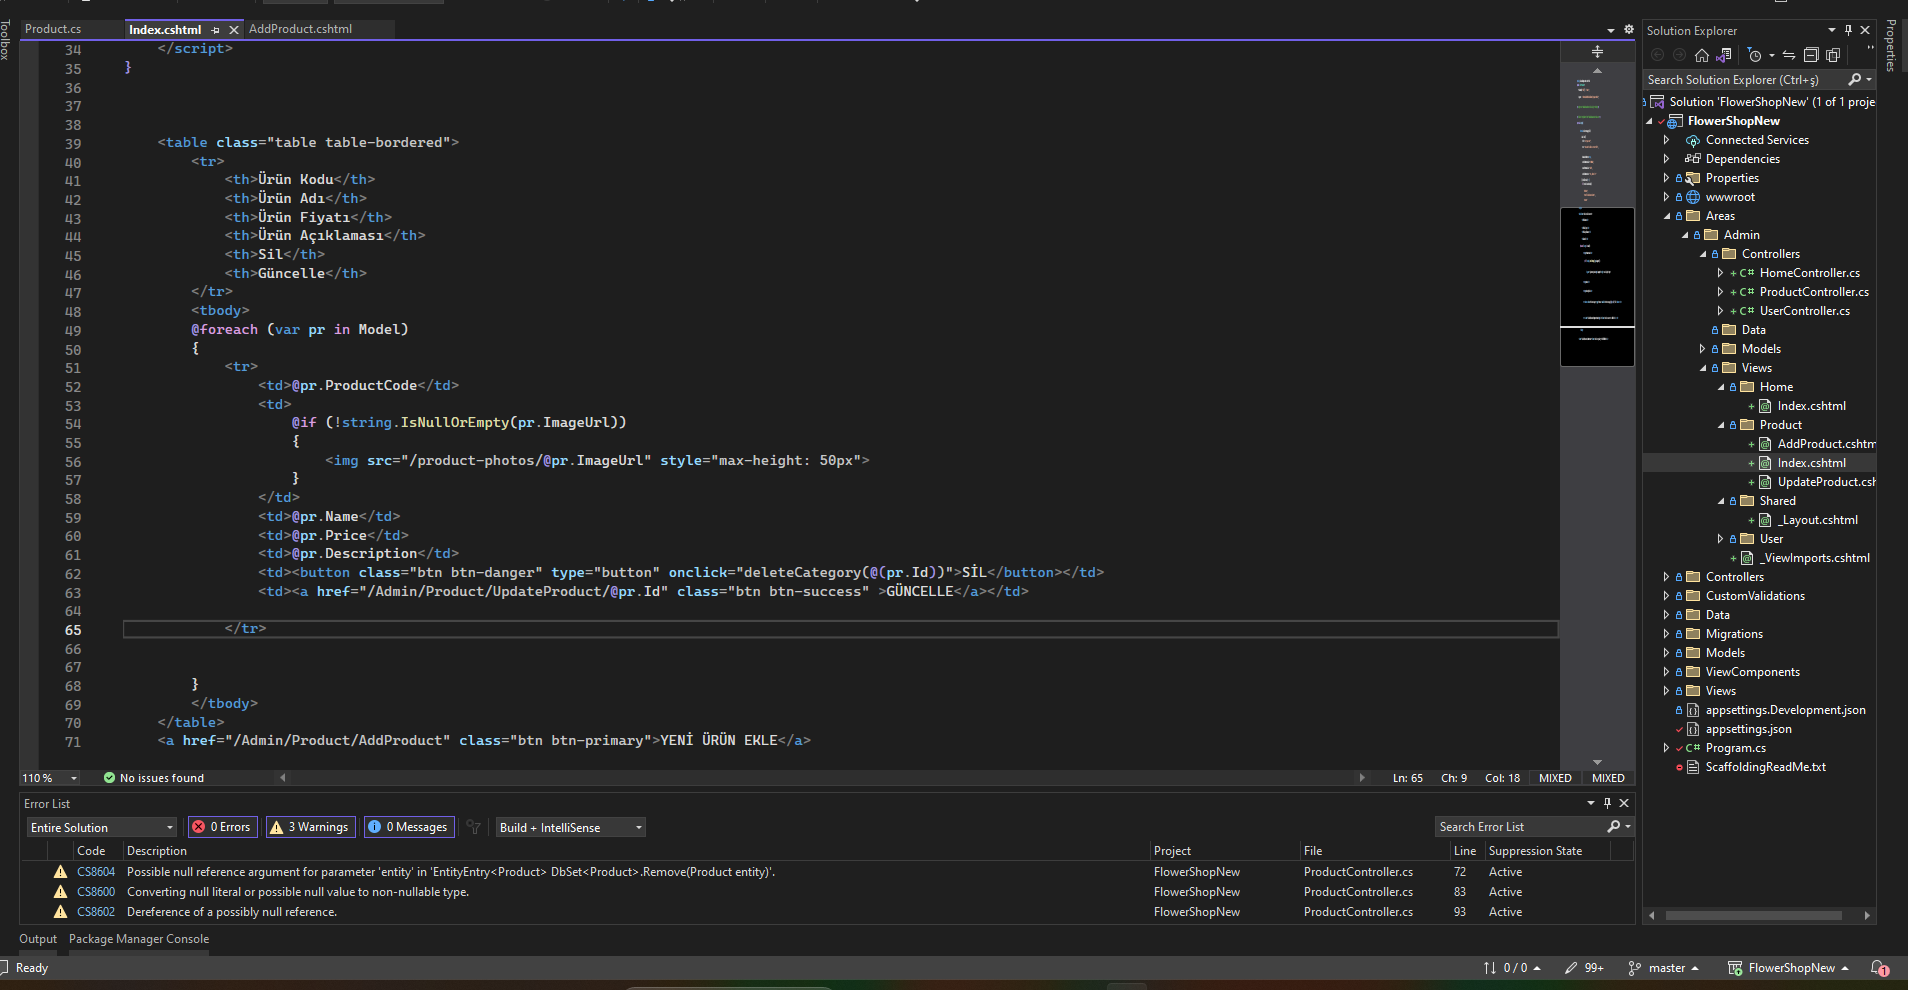 Toolbox
Product.cs
Index.cshtml
AddProduct.cshtml
34 </script>
35 }
36
37
38
39 <table class="table table-bordered">
40 <tr>
41 <th>Ürün Kodu</th>
42 <th>Ürün Adı</th>
43 <th>Ürün Fiyatı</th>
44 <th>Ürün Açıklaması</th>
45 <th>Sil</th>
46 <th>Güncelle</th>
47 </tr>
48 <tbody>
49 @foreach (var pr in Model)
50 {
51 <tr>
52 <td>@pr.ProductCode</td>
53 <td>
54 @if (!string.IsNullOrEmpty(pr.ImageUrl))
55 {
56 <img src="/product-photos/@pr.ImageUrl" style="max-height: 50px">
57 }
58 </td>
59 <td>@pr.Name</td>
60 <td>@pr.Price</td>
61 <td>@pr.Description</td>
62 <td><button class="btn btn-danger" type="button" onclick="deleteCategory(@(pr.Id))">SİL</button></td>
63 <td><a href="/Admin/Product/UpdateProduct/@pr.Id" class="btn btn-success" >GÜNCELLE</a></td>
64
65 </tr>
66
67
68 }
69 </tbody>
70 </table>
71 <a href="/Admin/Product/AddProduct" class="btn btn-primary">YENİ ÜRÜN EKLE</a>
110 %
No issues found
Ln: 65 Ch: 9 Col: 18 MIXED MIXED
Error List
Entire Solution
0 Errors
3 Warnings
0 Messages
Build + IntelliSense
Search Error List
Code Description Project File Line Suppression State
CS8604 Possible null reference argument for parameter 'entity' in 'EntityEntry<Product> DbSet<Product>.Remove(Product entity)'. FlowerShopNew ProductController.cs 72 Active
CS8600 Converting null literal or possible null value to non-nullable type. FlowerShopNew ProductController.cs 83 Active
CS8602 Dereference of a possibly null reference. FlowerShopNew ProductController.cs 93 Active
Output Package Manager Console
Solution Explorer
Search Solution Explorer (Ctrl+ş)
Solution 'FlowerShopNew' (1 of 1 proje
FlowerShopNew
Connected Services
Dependencies
Properties
wwwroot
Areas
Admin
Controllers
C# HomeController.cs
C# ProductController.cs
C# UserController.cs
Data
Models
Views
Home
Index.cshtml
Product
AddProduct.cshtm
Index.cshtml
UpdateProduct.csh
Shared
_Layout.cshtml
User
_ViewImports.cshtml
Controllers
CustomValidations
Data
Migrations
Models
ViewComponents
Views
appsettings.Development.json
appsettings.json
C# Program.cs
ScaffoldingReadMe.txt
Properties
Ready
0 / 0
99+
master
FlowerShopNew
1